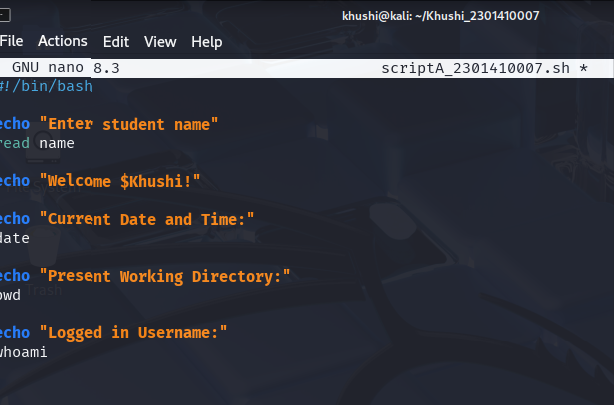 khushi@kali: ~/Khushi_2301410007
File Actions Edit View Help
GNU nano 8.3 scriptA_2301410007.sh *
#!/bin/bash
echo "Enter student name"
read name
echo "Welcome $Khushi!"
echo "Current Date and Time:"
date
echo "Present Working Directory:"
pwd
Trash
echo "Logged in Username:"
whoami